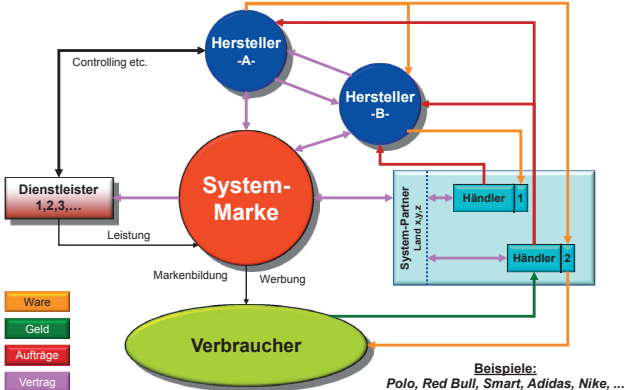 Hersteller
-A-
Controlling etc.
Hersteller
-B-
System-
Marke
Dienstleister
1,2,3,...
System-Partner
Land x,y,z
Händler 1
Händler 2
Leistung
Markenbildung
Werbung
Verbraucher
Ware
Geld
Aufträge
Vertrag
Beispiele:
Polo, Red Bull, Smart, Adidas, Nike, ...